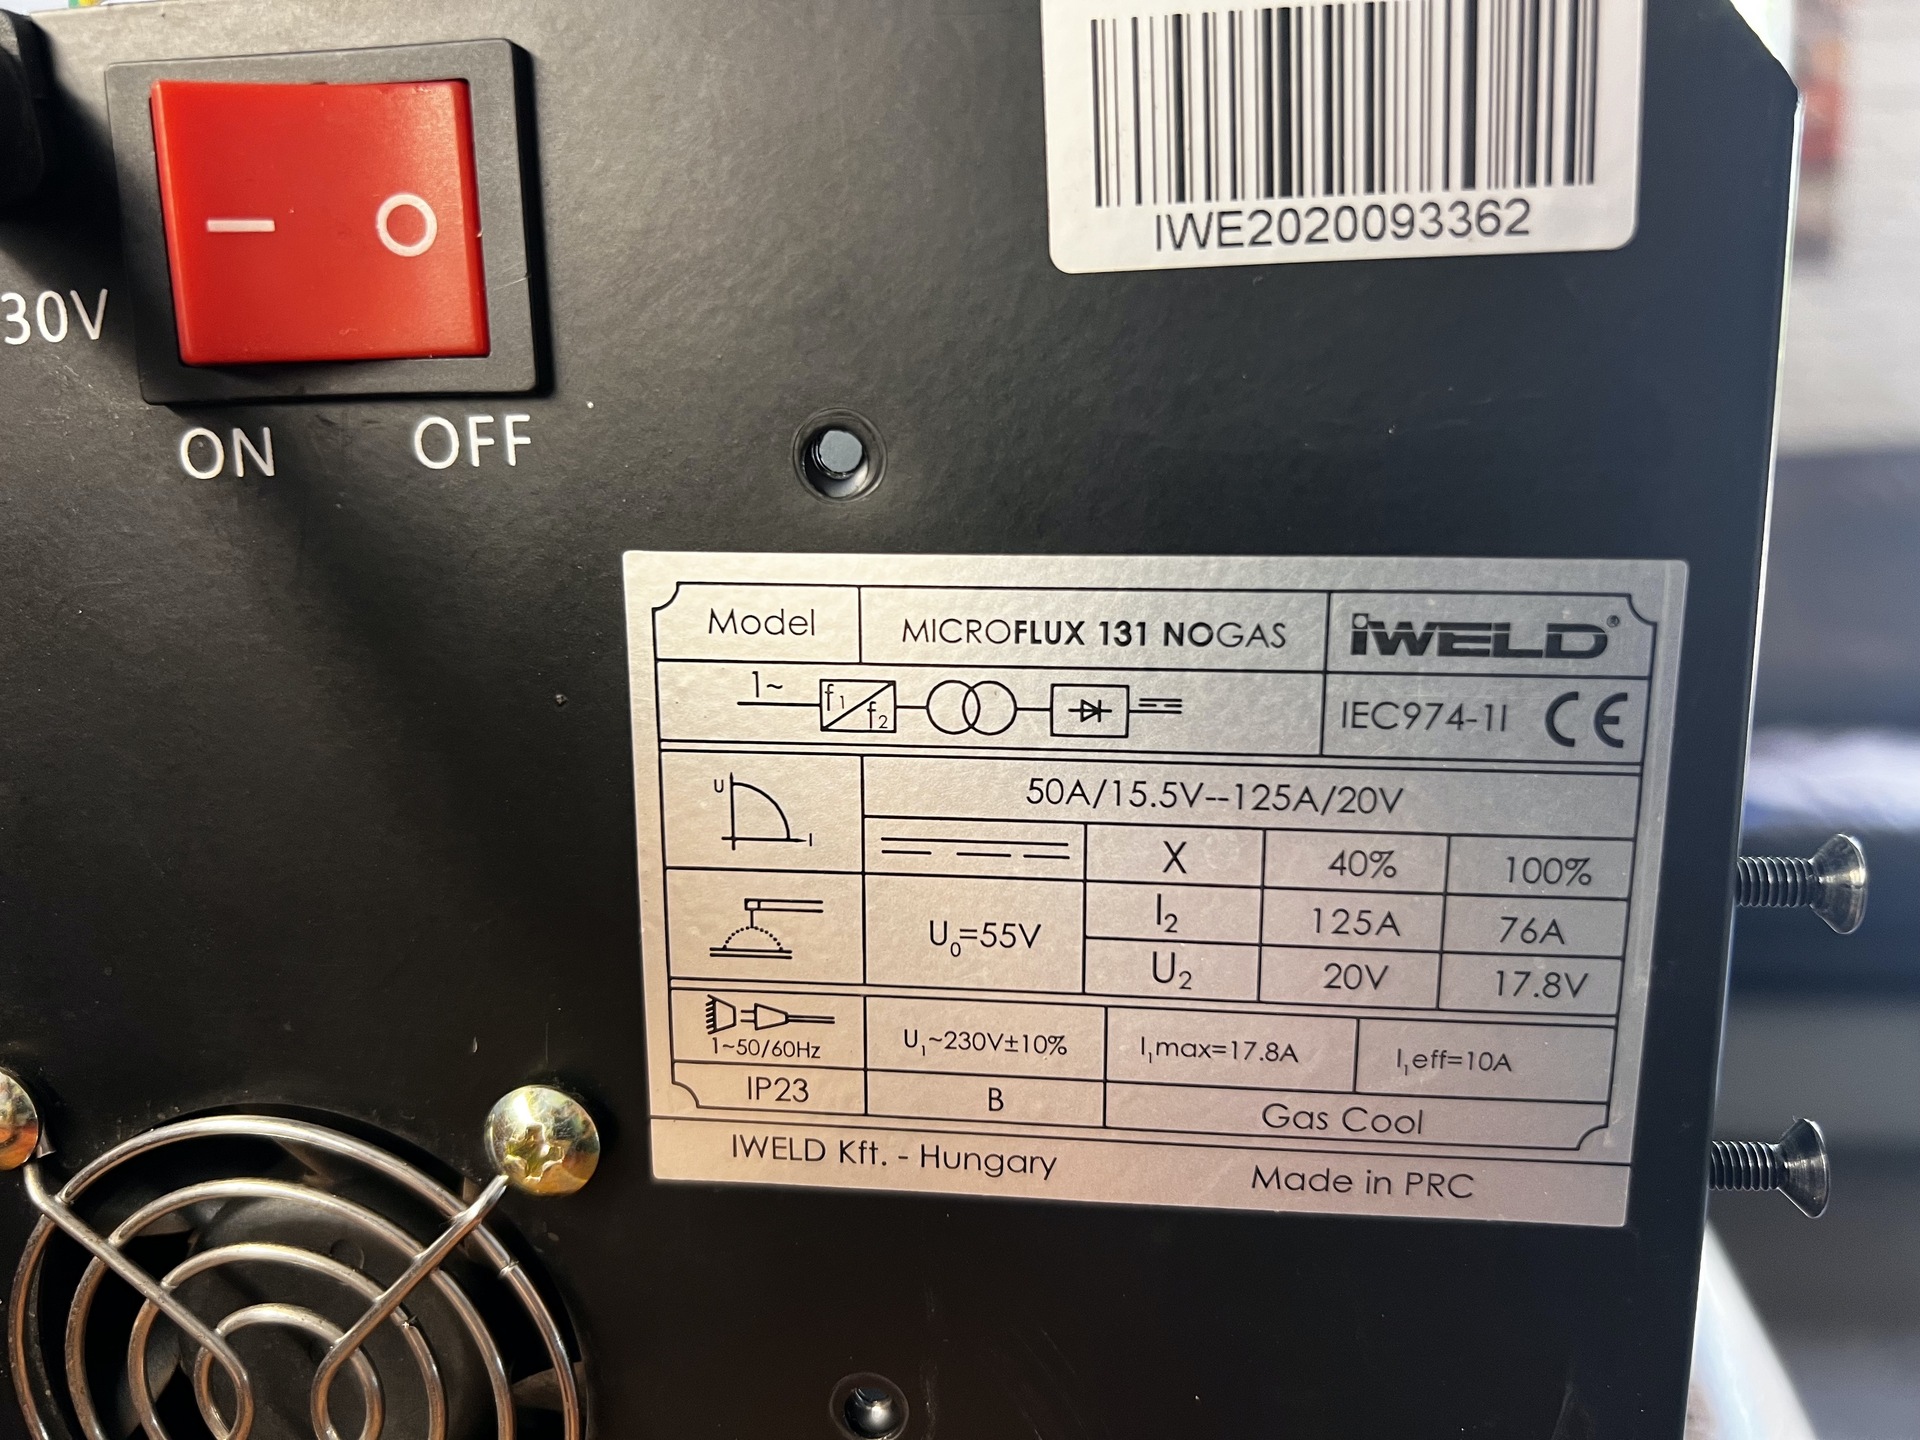 IWE2020093362
30V
ON OFF
Model MICROFLUX 131 NOGAS iWELD®
1~ f1 f2 IEC974-11 CE
U I 50A/15.5V--125A/20V
X 40% 100%
U0=55V I2 125A 76A
U2 20V 17.8V
1~50/60Hz U1~230V±10% I1max=17.8A I1eff=10A
IP23 B Gas Cool
IWELD Kft. - Hungary Made in PRC